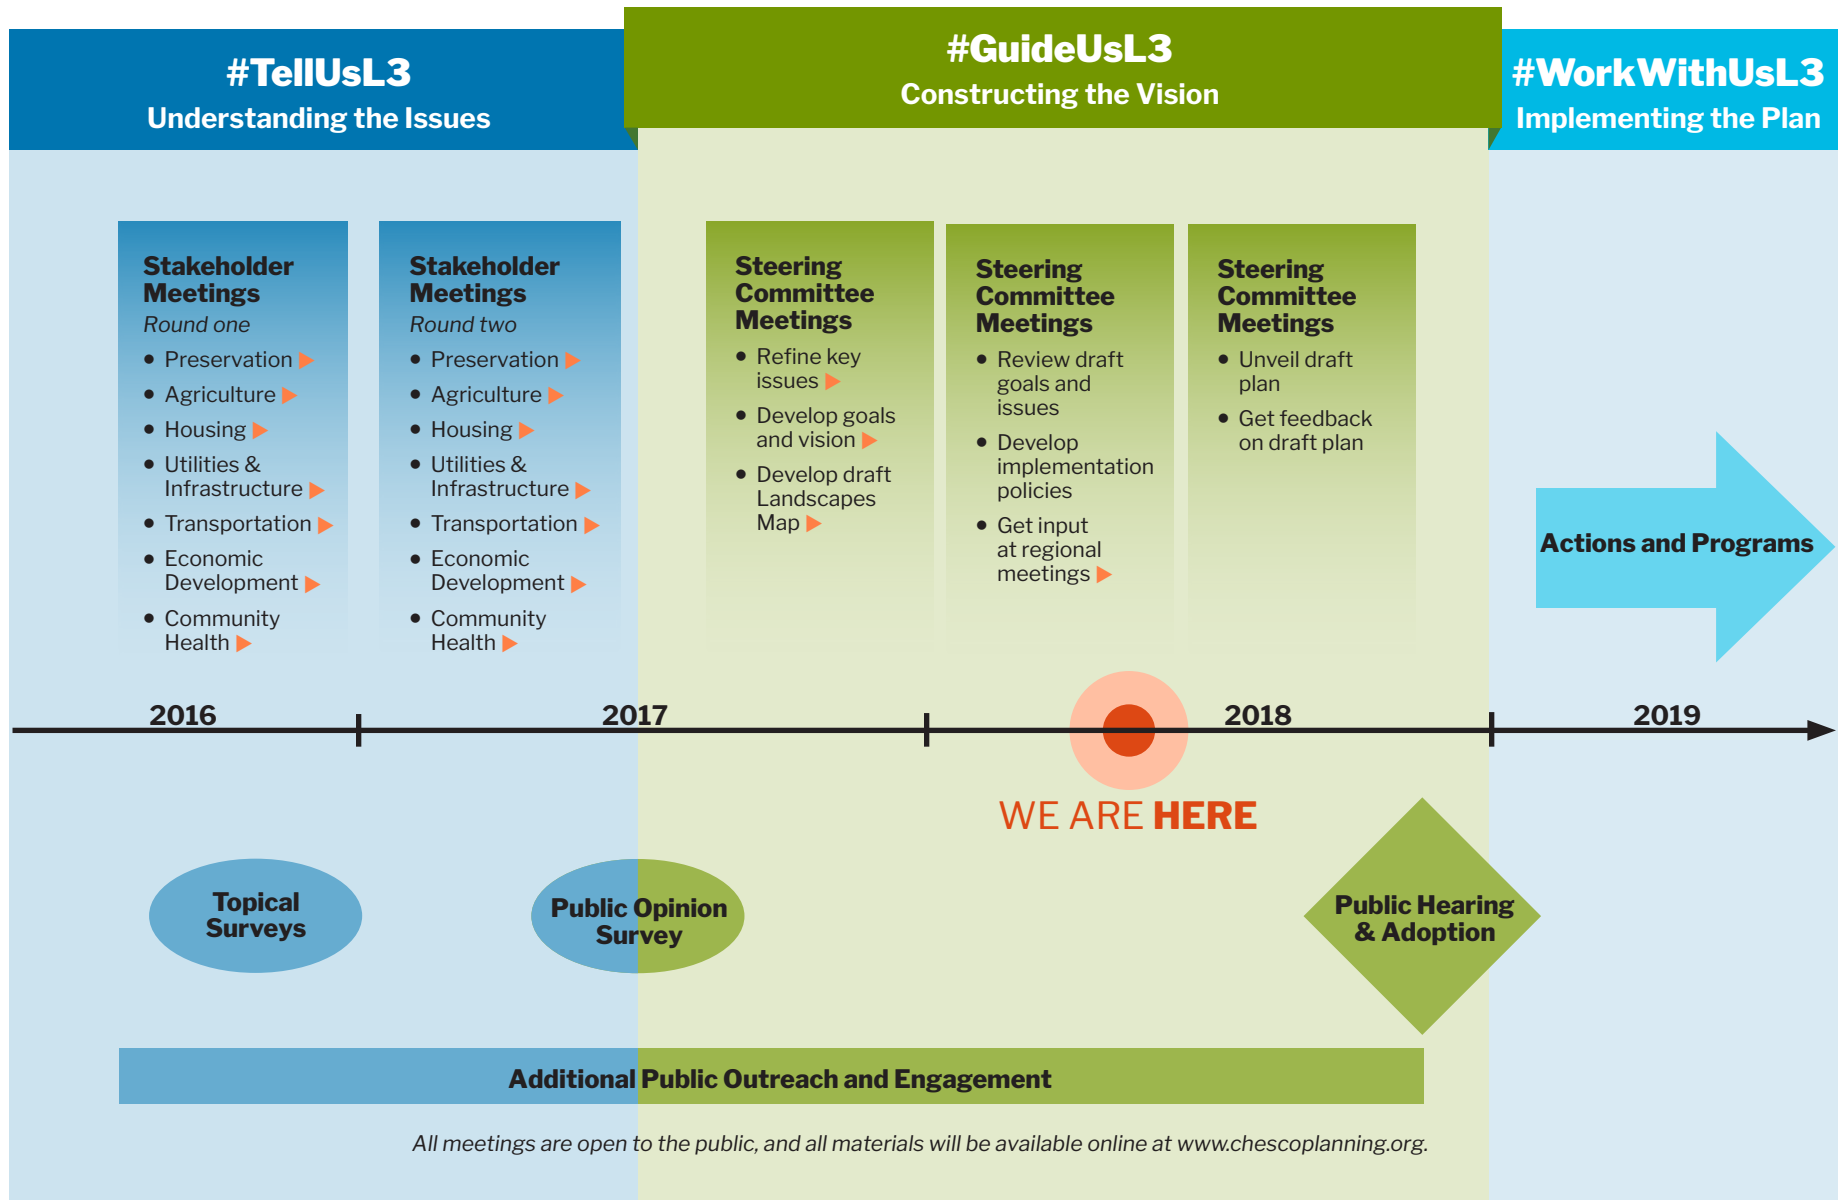 #TellUsL3
Understanding the Issues
#GuideUsL3
Constructing the Vision
#WorkWithUsL3
Implementing the Plan
Stakeholder
Meetings
Round one
• Preservation
• Agriculture
• Housing
• Utilities &
Infrastructure
• Transportation
• Economic
Development
• Community
Health
Stakeholder
Meetings
Round two
• Preservation
• Agriculture
• Housing
• Utilities &
Infrastructure
• Transportation
• Economic
Development
• Community
Health
Steering
Committee
Meetings
• Refine key
issues
• Develop goals
and vision
• Develop draft
Landscapes
Map
Steering
Committee
Meetings
• Review draft
goals and
issues
• Develop
implementation
policies
• Get input
at regional
meetings
Steering
Committee
Meetings
• Unveil draft
plan
• Get feedback
on draft plan
Actions and Programs
2016
2017
2018
2019
WE ARE HERE
Topical
Surveys
Public Opinion
Survey
Public Hearing
& Adoption
Additional Public Outreach and Engagement
All meetings are open to the public, and all materials will be available online at www.chescoplanning.org.